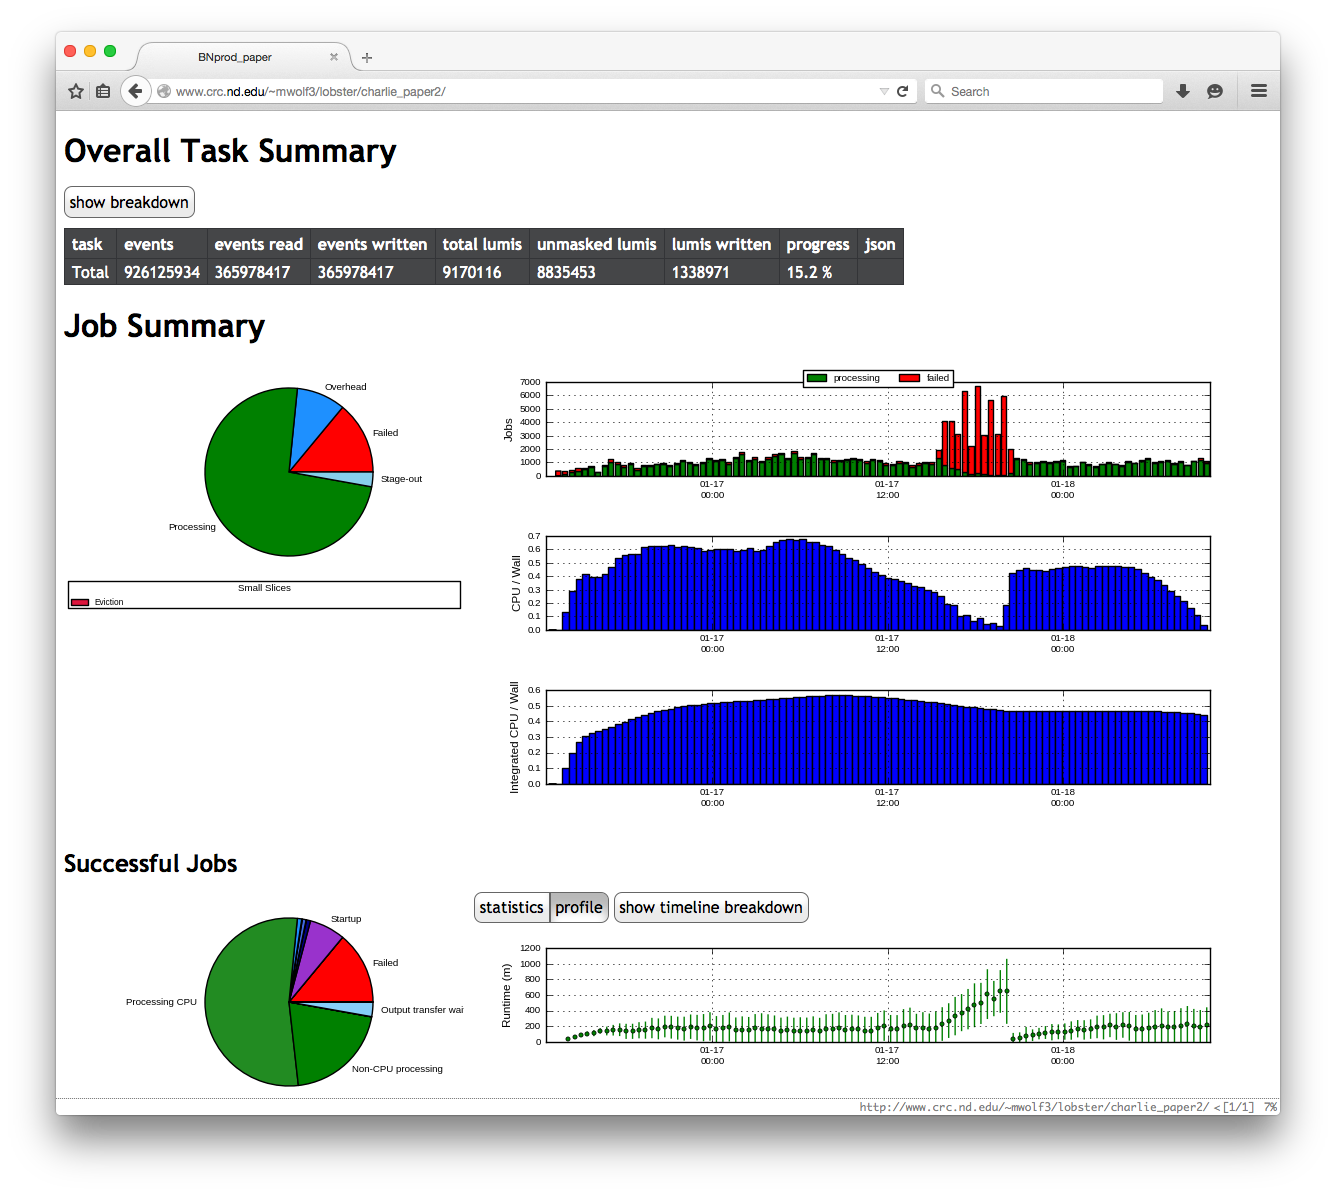 BNprod_paper
www.crc.nd.edu/~mwolf3/lobster/charlie_paper2/
Search
Overall Task Summary
show breakdown
task events events read events written total lumis unmasked lumis lumis written progress json
Total 926125934 365978417 365978417 9170116 8835453 1338971 15.2 %
Job Summary
Overhead
Failed
Stage-out
Processing
Small Slices
Eviction
processing failed
Jobs
7000
6000
5000
4000
3000
2000
1000
0
01-17 01-17 01-18
00:00 12:00 00:00
CPU / Wall
0.7
0.6
0.5
0.4
0.3
0.2
0.1
0.0
01-17 01-17 01-18
00:00 12:00 00:00
Integrated CPU / Wall
0.6
0.5
0.4
0.3
0.2
0.1
0.0
01-17 01-17 01-18
00:00 12:00 00:00
Successful Jobs
statistics profile show timeline breakdown
Startup
Failed
Processing CPU
Output transfer wai
Non-CPU processing
Runtime (m)
1200
1000
800
600
400
200
0
01-17 01-17 01-18
00:00 12:00 00:00
http://www.crc.nd.edu/~mwolf3/lobster/charlie_paper2/ <[1/1] 7%